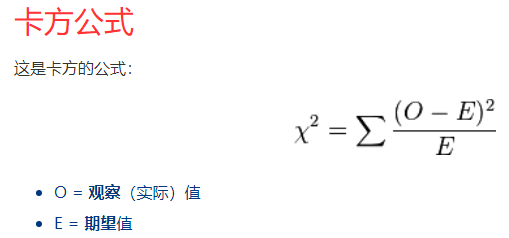 卡方公式
这是卡方的公式：
χ² = ∑ (O − E)² / E
• O = 观察（实际）值
• E = 期望值